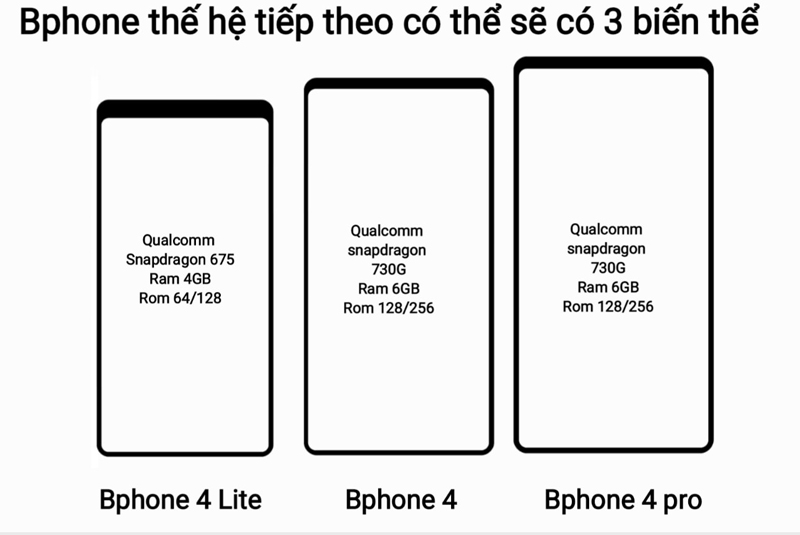 Bphone thế hệ tiếp theo có thể sẽ có 3 biến thể
Qualcomm
Snapdragon 675
Ram 4GB
Rom 64/128
Qualcomm
snapdragon
730G
Ram 6GB
Rom 128/256
Qualcomm
snapdragon
730G
Ram 6GB
Rom 128/256
Bphone 4 Lite
Bphone 4
Bphone 4 pro